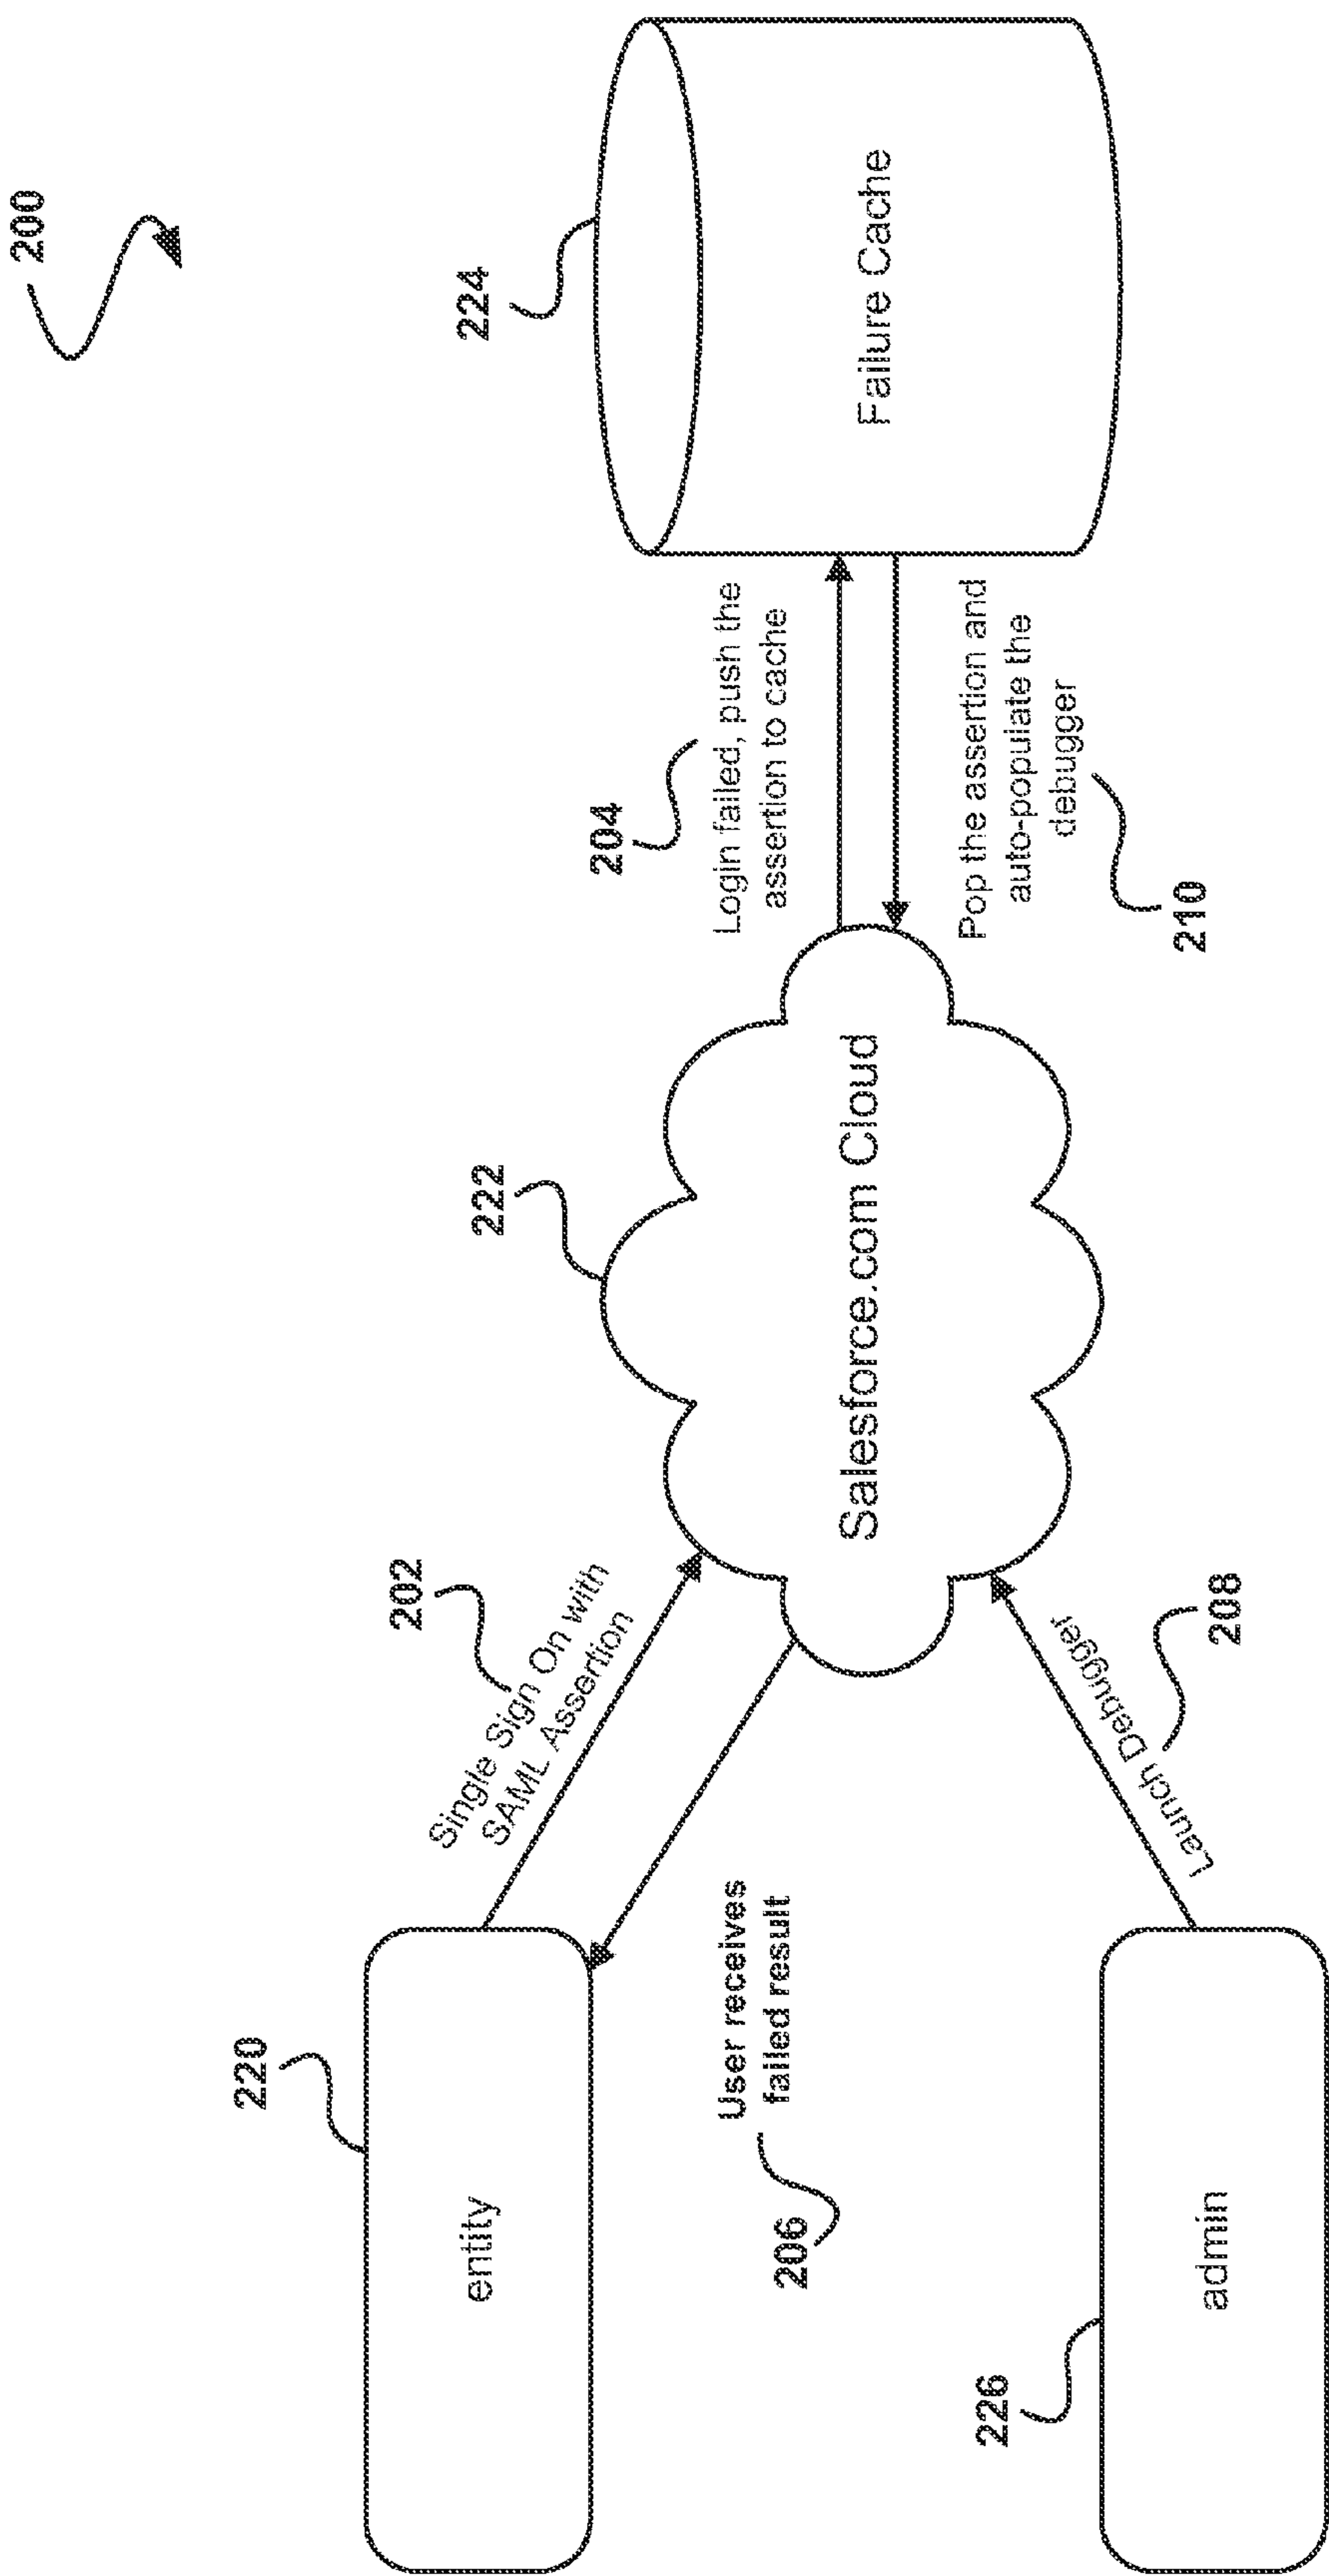 200
220
entity
202
Single Sign On with
SAML Assertion
222
Salesforce.com Cloud
204
Login failed, push the
assertion to cache
224
Failure Cache
User receives
failed result
206
226
admin
Launch Debugger
208
Pop the assertion and
auto-populate the
debugger
210